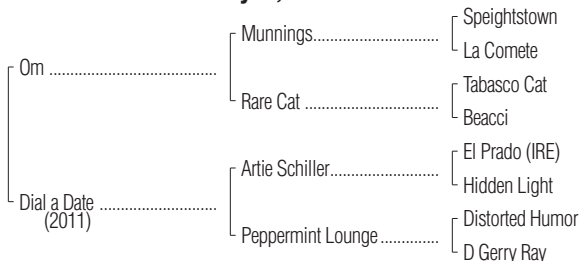 Speightstown
Munnings
La Comete
Om
Tabasco Cat
Rare Cat
Beacci
El Prado (IRE)
Artie Schiller
Hidden Light
Dial a Date
(2011)
Distorted Humor
Peppermint Lounge
D Gerry Ray